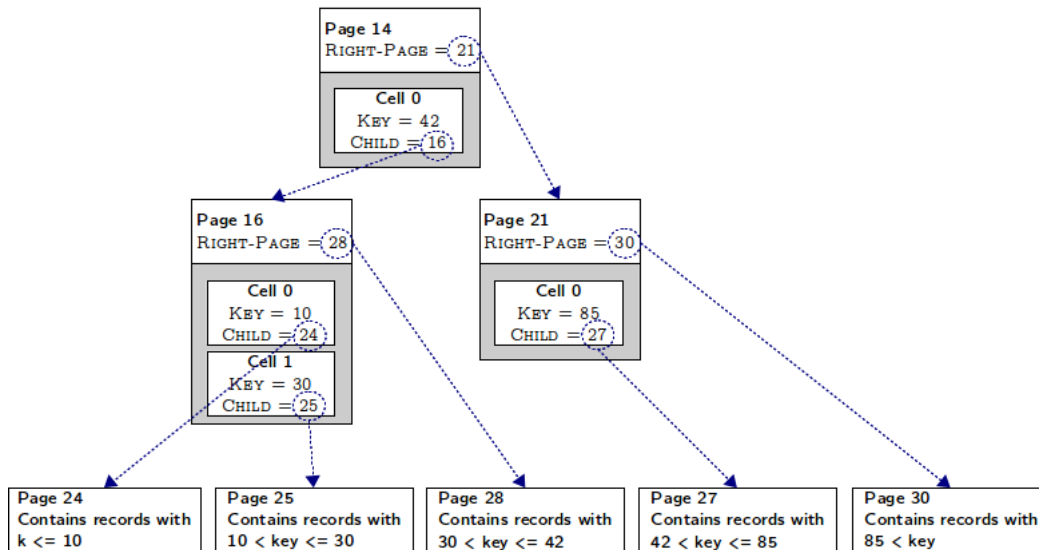 Page 14
RIGHT-PAGE = 21
Cell 0
KEY = 42
CHILD = 16
Page 16
RIGHT-PAGE = 28
Cell 0
KEY = 10
CHILD = 24
Cell 1
KEY = 30
CHILD = 25
Page 21
RIGHT-PAGE = 30
Cell 0
KEY = 85
CHILD = 27
Page 24
Contains records with
k <= 10
Page 25
Contains records with
10 < key <= 30
Page 28
Contains records with
30 < key <= 42
Page 27
Contains records with
42 < key <= 85
Page 30
Contains records with
85 < key